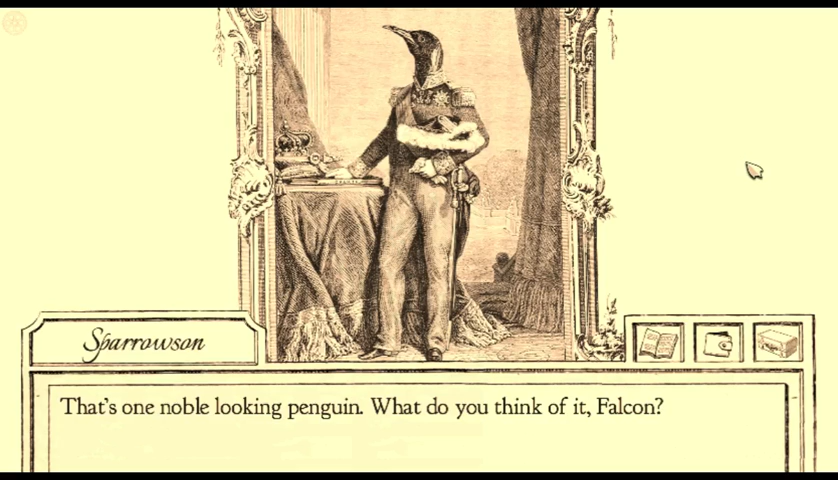 Sparrowson
That's one noble looking penguin. What do you think of it, Falcon?